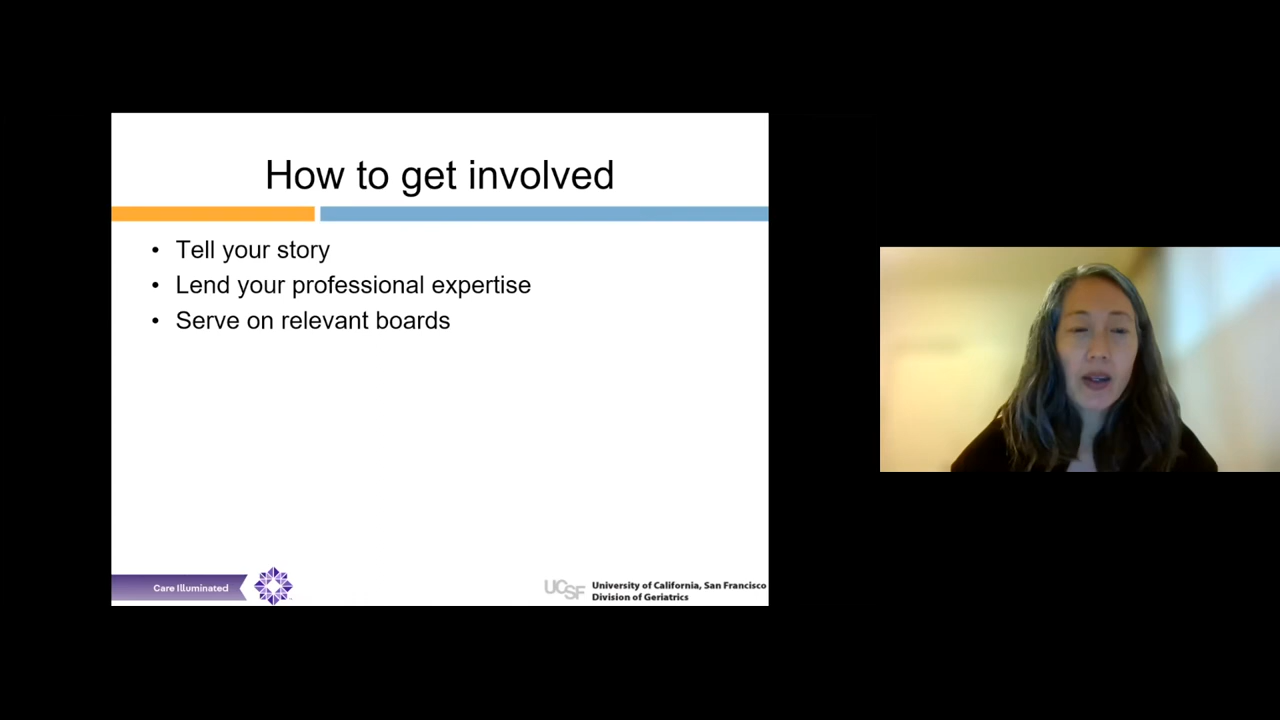 How to get involved
• Tell your story
• Lend your professional expertise
• Serve on relevant boards
Care Illuminated
UCSF
University of California, San Francisco
Division of Geriatrics